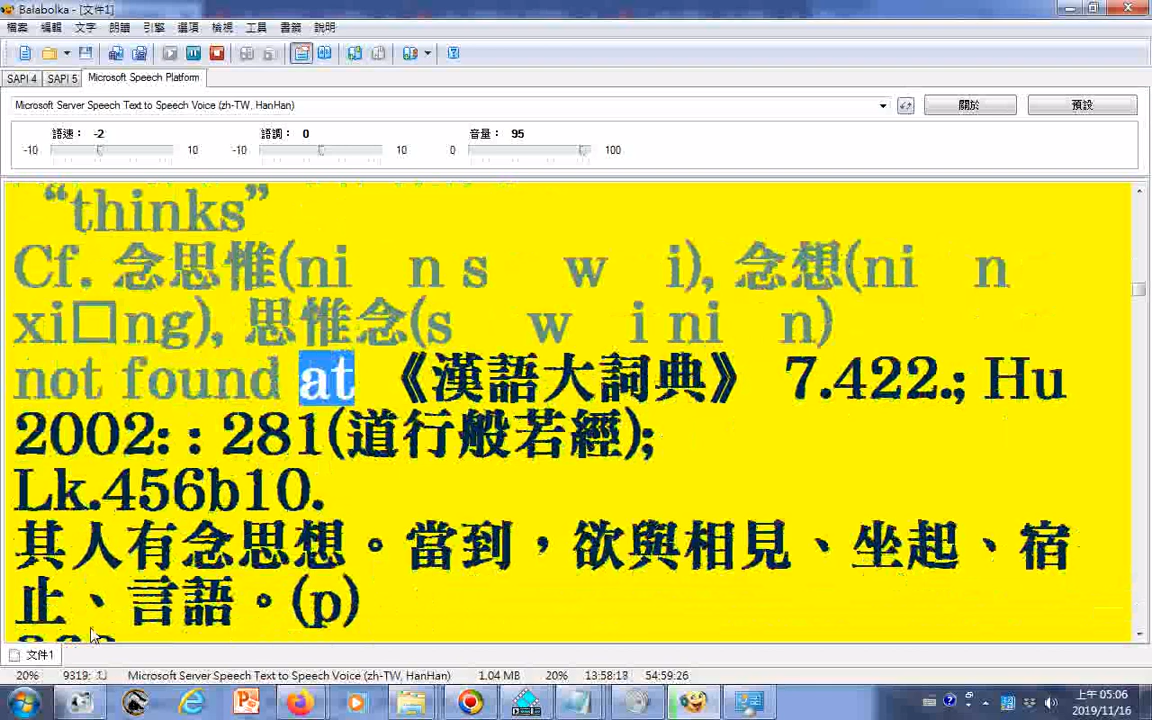 Balabolka - [文件1]
檔案 編輯 文字 朗讀 引擎 選項 檢視 工具 書籤 說明
SAPI 4 SAPI 5 Microsoft Speech Platform
Microsoft Server Speech Text to Speech Voice (zh-TW, HanHan) 關於 預設
語速： -2 語調： 0 音量： 95
-10 10 -10 10 0 100
“thinks”
Cf. 念思惟(ni n s w i), 念想(ni n
xi□ng), 思惟念(s w i ni n)
not found at 《漢語大詞典》 7.422.; Hu
2002: : 281(道行般若經);
Lk.456b10.
其人有念思想。當到，欲與相見、坐起、宿
止、言語。(p)
文件1
20% 9319: Microsoft Server Speech Text to Speech Voice (zh-TW, HanHan) 1.04 MB 20% 13:58:13 54:59:26
上午 05:06
2019/11/16